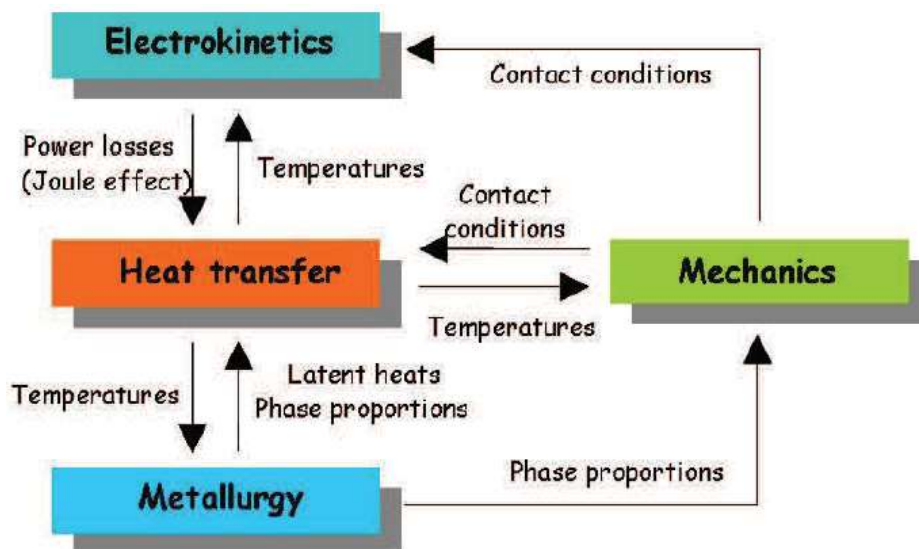 Electrokinetics
Contact conditions
Power losses
(Joule effect)
Temperatures
Contact
conditions
Heat transfer
Mechanics
Temperatures
Temperatures
Latent heats
Phase proportions
Phase proportions
Metallurgy